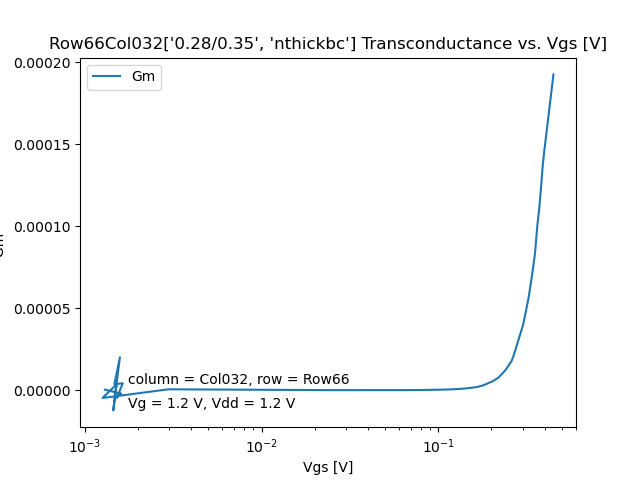 Row66Col032['0.28/0.35', 'nthickbc'] Transconductance vs. Vgs [V]
Gm
0.00020
0.00015
0.00010
0.00005
0.00000
column = Col032, row = Row66
Vg = 1.2 V, Vdd = 1.2 V
10⁻³
10⁻²
10⁻¹
Vgs [V]